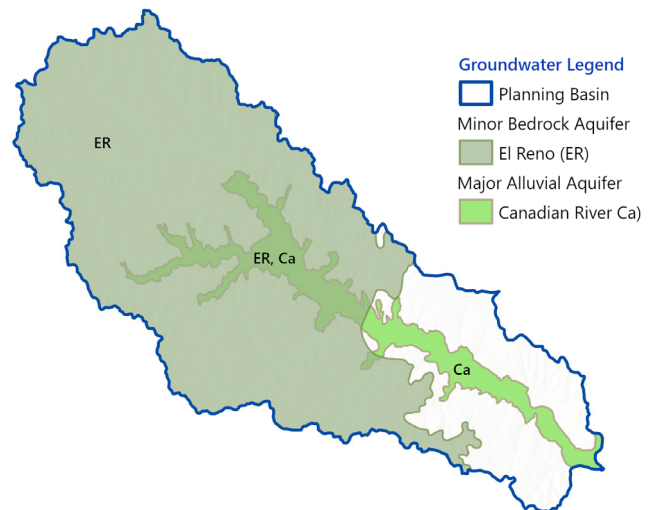 Groundwater Legend
Planning Basin
Minor Bedrock Aquifer
El Reno (ER)
Major Alluvial Aquifer
Canadian River Ca)
ER
ER, Ca
Ca